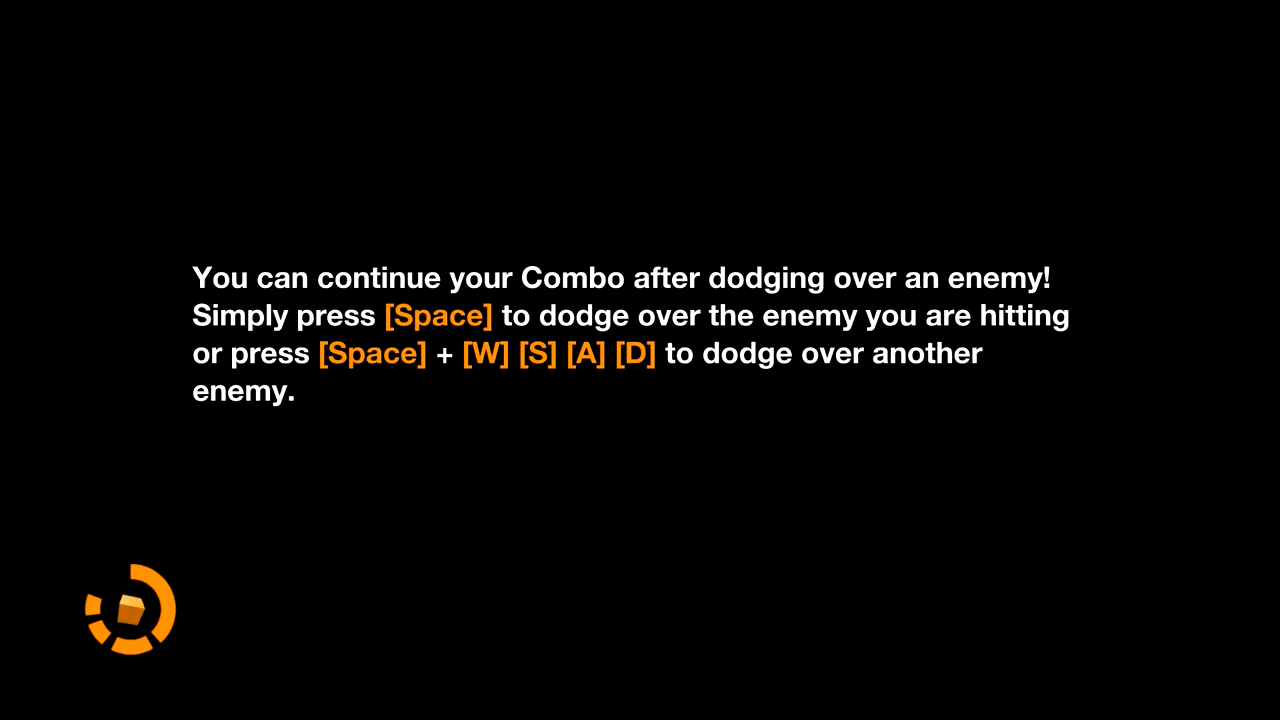 You can continue your Combo after dodging over an enemy!
Simply press [Space] to dodge over the enemy you are hitting
or press [Space] + [W] [S] [A] [D] to dodge over another
enemy.